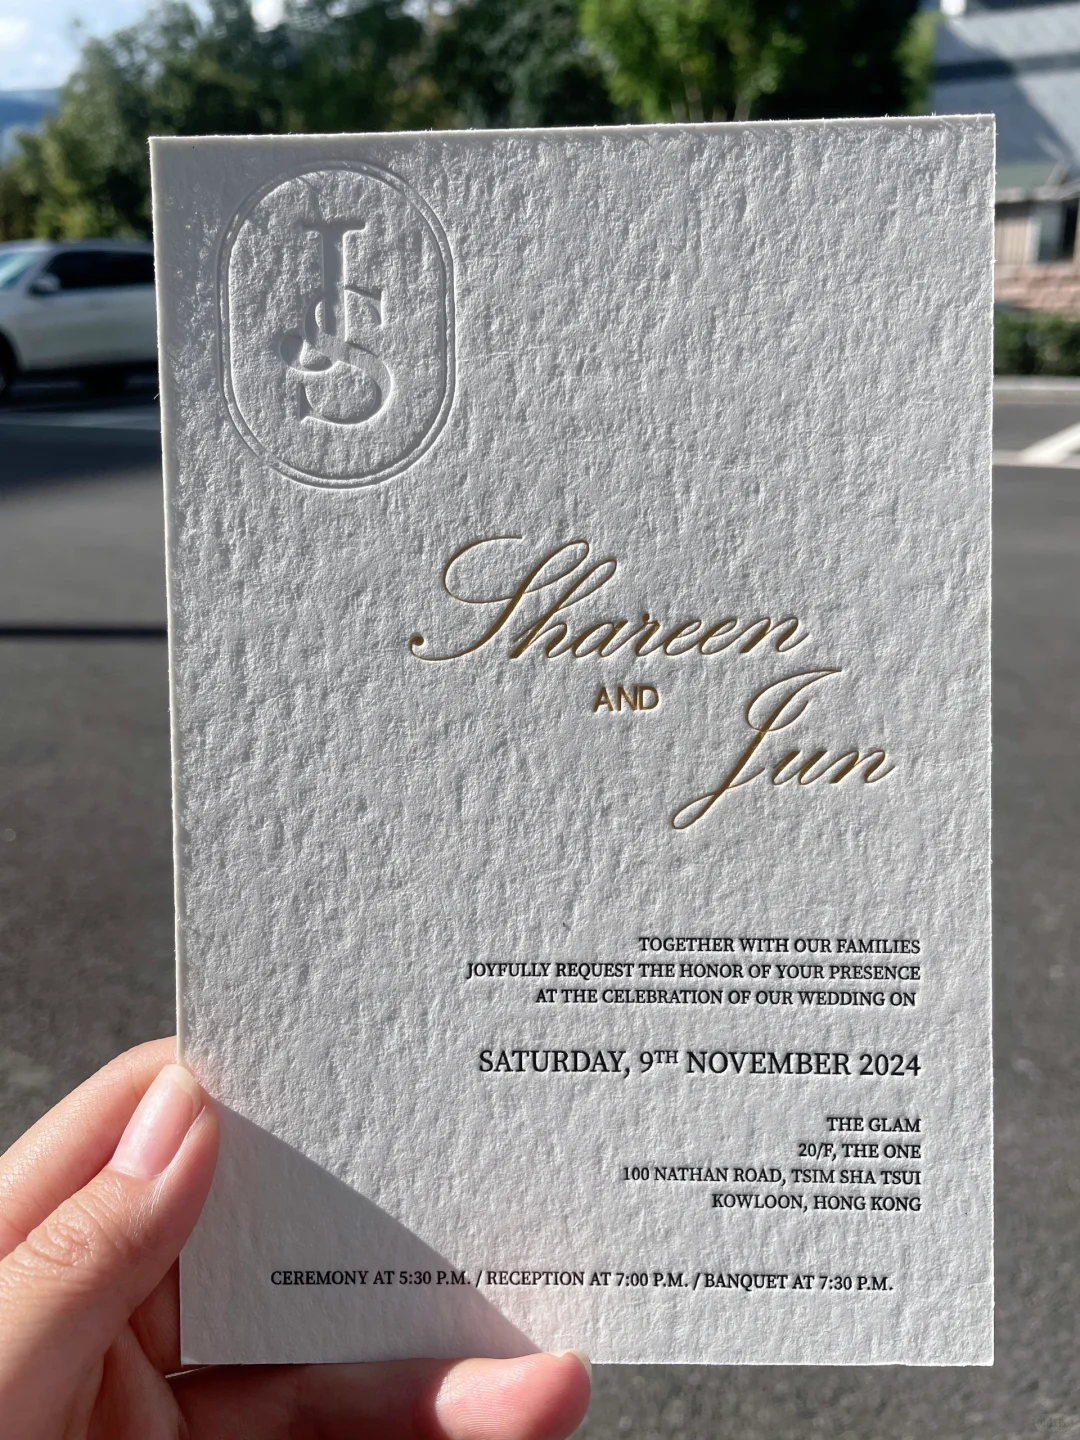 JS
Shareen
AND
Jun
TOGETHER WITH OUR FAMILIES
JOYFULLY REQUEST THE HONOR OF YOUR PRESENCE
AT THE CELEBRATION OF OUR WEDDING ON
SATURDAY, 9TH NOVEMBER 2024
THE GLAM
20/F, THE ONE
100 NATHAN ROAD, TSIM SHA TSUI
KOWLOON, HONG KONG
CEREMONY AT 5:30 P.M. / RECEPTION AT 7:00 P.M. / BANQUET AT 7:30 P.M.